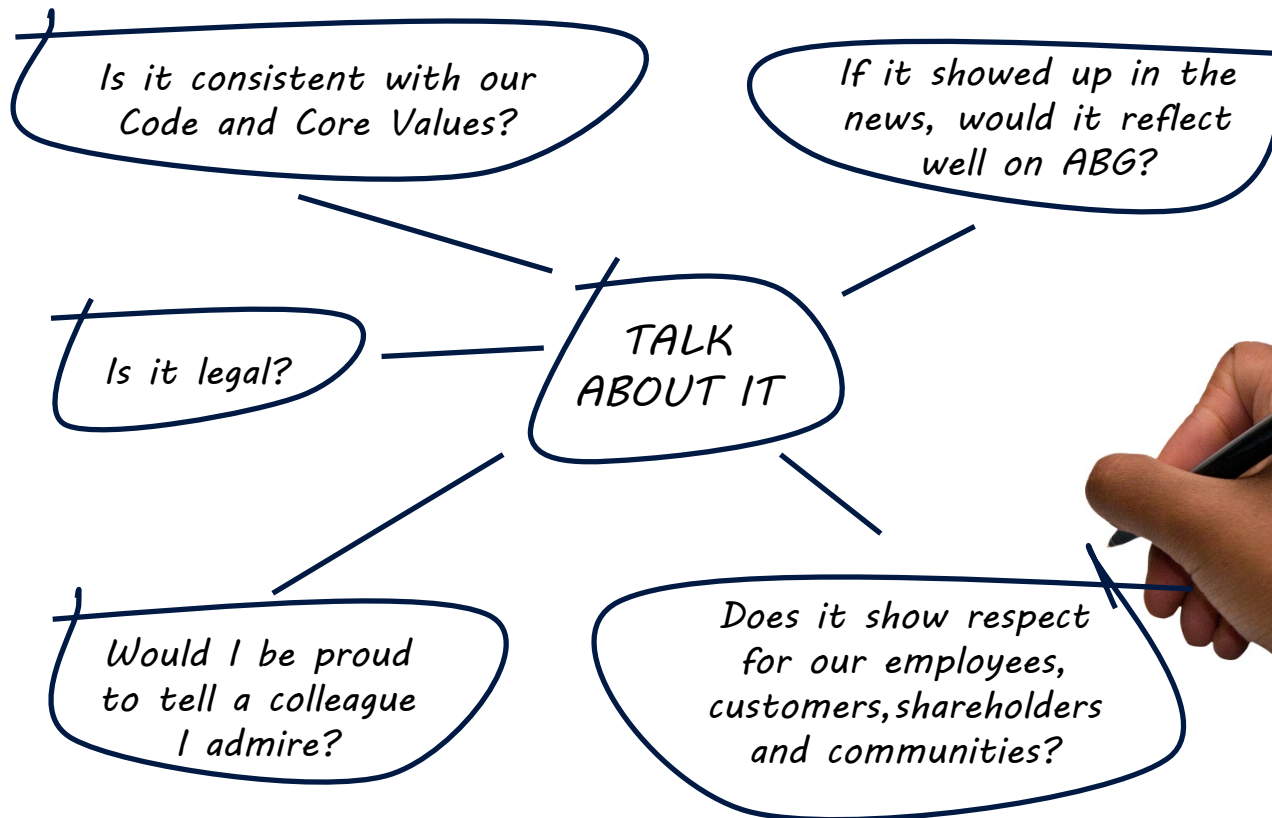 Is it consistent with our
Code and Core Values?
If it showed up in the
news, would it reflect
well on ABG?
Is it legal?
TALK
ABOUT IT
Would I be proud
to tell a colleague
I admire?
Does it show respect
for our employees,
customers, shareholders
and communities?